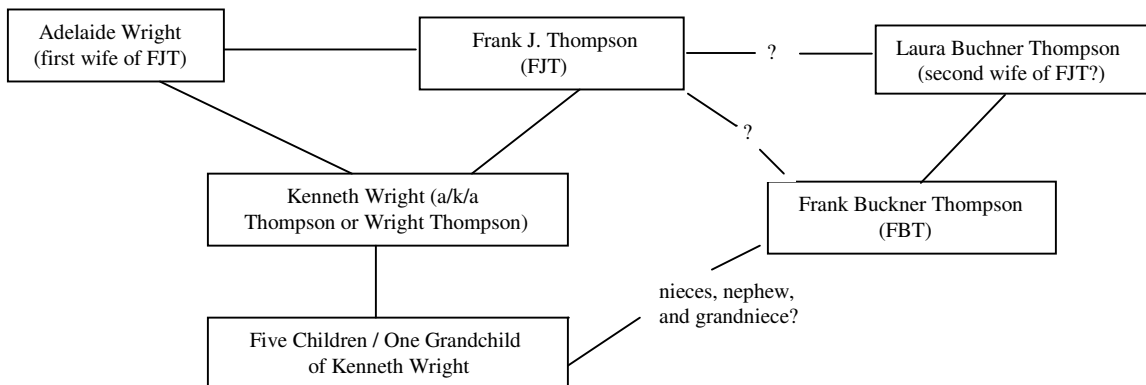 Adelaide Wright
(first wife of FJT)
Frank J. Thompson
(FJT)
?
Laura Buchner Thompson
(second wife of FJT?)
?
Kenneth Wright (a/k/a
Thompson or Wright Thompson)
Frank Buckner Thompson
(FBT)
nieces, nephew,
and grandniece?
Five Children / One Grandchild
of Kenneth Wright